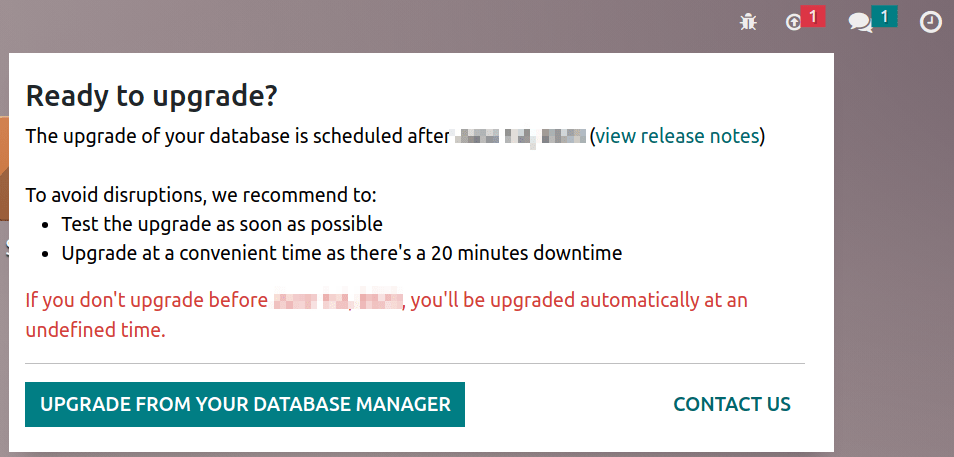 1
1
Ready to upgrade?
The upgrade of your database is scheduled after (view release notes)
To avoid disruptions, we recommend to:
• Test the upgrade as soon as possible
• Upgrade at a convenient time as there's a 20 minutes downtime
If you don't upgrade before , you'll be upgraded automatically at an
undefined time.
UPGRADE FROM YOUR DATABASE MANAGER
CONTACT US